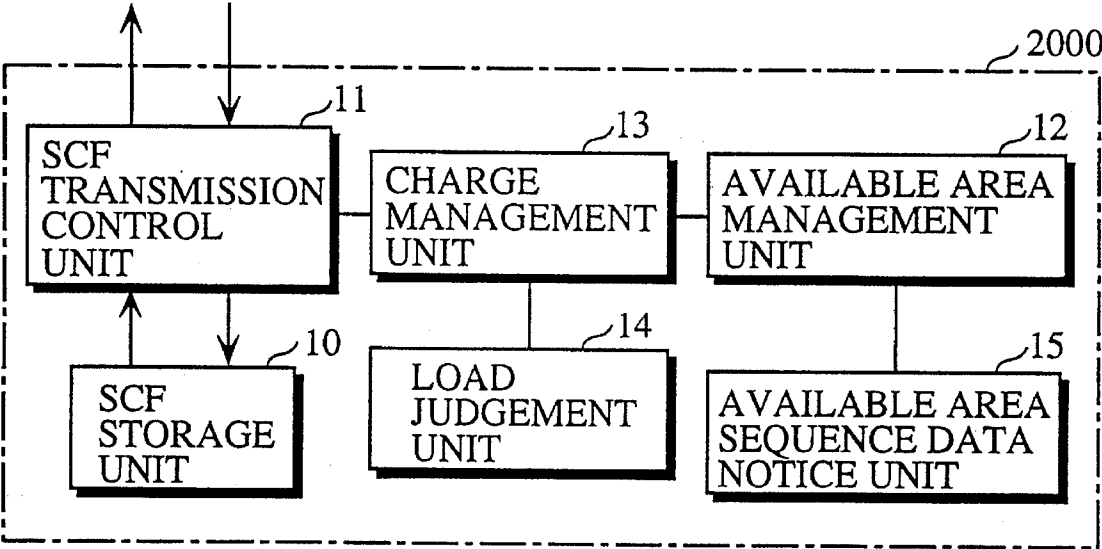 2000
11
SCF
TRANSMISSION
CONTROL
UNIT
13
CHARGE
MANAGEMENT
UNIT
12
AVAILABLE AREA
MANAGEMENT
UNIT
10
SCF
STORAGE
UNIT
14
LOAD
JUDGEMENT
UNIT
15
AVAILABLE AREA
SEQUENCE DATA
NOTICE UNIT